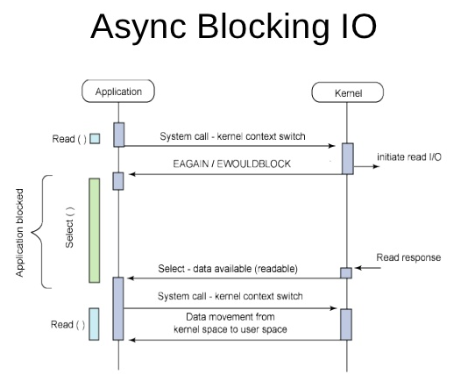 Async Blocking IO
Application
Kernel
Read ( )
System call - kernel context switch
initiate read I/O
EAGAIN / EWOULDBLOCK
Application blocked
Select ( )
Read response
Select - data available (readable)
System call - kernel context switch
Read ( )
Data movement from
kernel space to user space